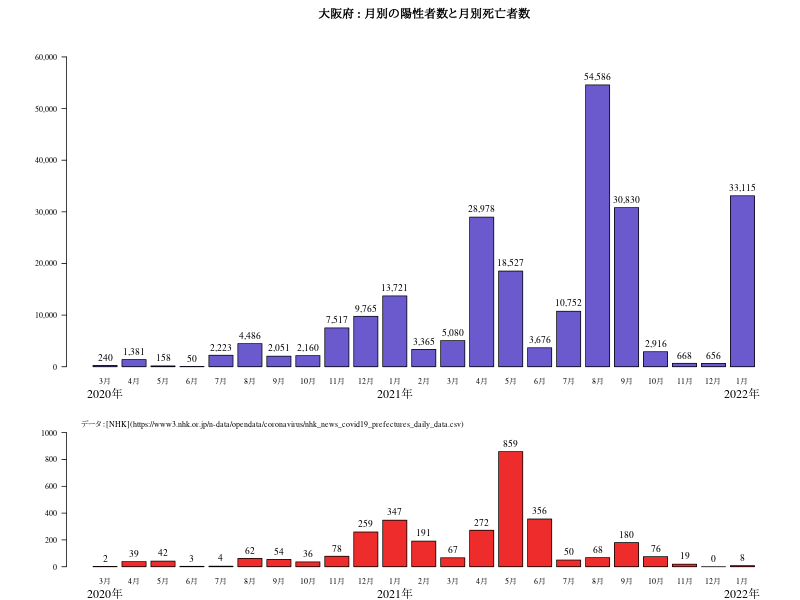 大阪府 : 月別の陽性者数と月別死亡者数
60,000
50,000
40,000
30,000
20,000
10,000
0
240 1,381 158 50 2,223 4,486 2,051 2,160 7,517 9,765 13,721 3,365 5,080 28,978 18,527 3,676 10,752 54,586 30,830 2,916 668 656 33,115
3月 4月 5月 6月 7月 8月 9月 10月 11月 12月 1月 2月 3月 4月 5月 6月 7月 8月 9月 10月 11月 12月 1月
2020年 2021年 2022年
データ:[NHK](https://www3.nhk.or.jp/n-data/opendata/coronavirus/nhk_news_covid19_prefectures_daily_data.csv)
1000
800
600
400
200
0
2 39 42 3 4 62 54 36 78 259 347 191 67 272 859 356 50 68 180 76 19 0 8
3月 4月 5月 6月 7月 8月 9月 10月 11月 12月 1月 2月 3月 4月 5月 6月 7月 8月 9月 10月 11月 12月 1月
2020年 2021年 2022年